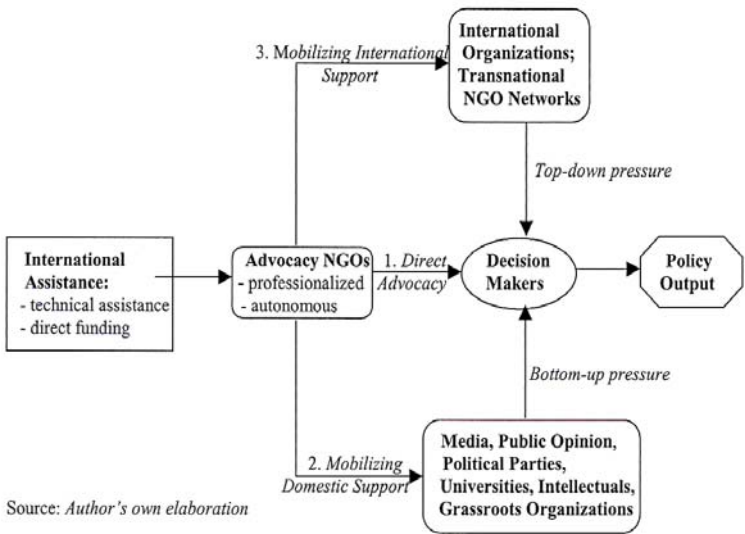 3. Mobilizing International
Support
International
Organizations;
Transnational
NGO Networks
Top-down pressure
International
Assistance:
- technical assistance
- direct funding
Advocacy NGOs
- professionalized
- autonomous
1. Direct
Advocacy
Decision
Makers
Policy
Output
Bottom-up pressure
2. Mobilizing
Domestic Support
Media, Public Opinion,
Political Parties,
Universities, Intellectuals,
Grassroots Organizations
Source: Author's own elaboration